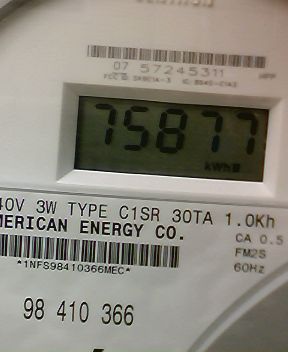 07 57245311
75877
kWh
40V 3W TYPE C1SR 30TA 1.0Kh
MERICAN ENERGY CO.
CA 0.5
*1NFS98410366MEC*
FM2S
60Hz
98 410 366